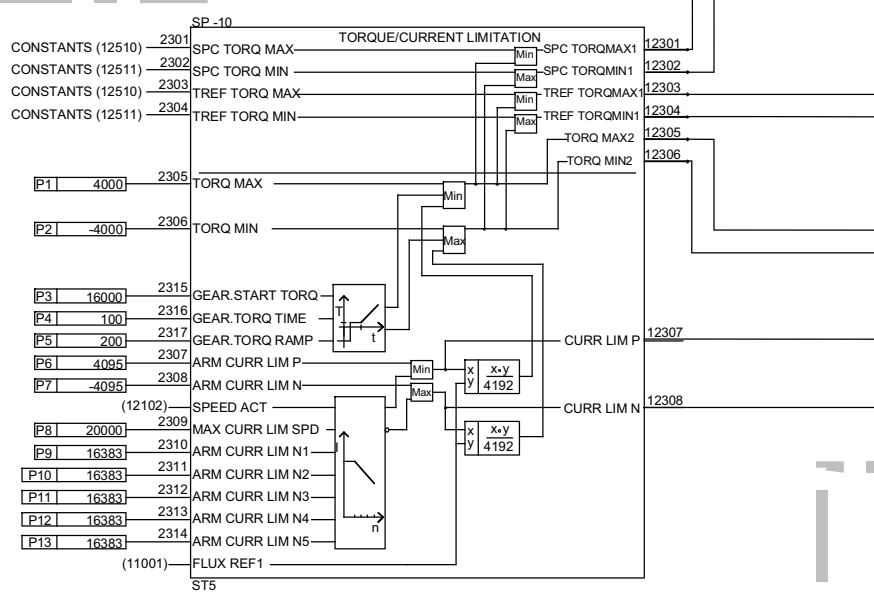 SP -10
TORQUE/CURRENT LIMITATION
CONSTANTS (12510) 2301 SPC TORQ MAX Min SPC TORQMAX1 12301
CONSTANTS (12511) 2302 SPC TORQ MIN Max SPC TORQMIN1 12302
CONSTANTS (12510) 2303 TREF TORQ MAX Min TREF TORQMAX1 12303
CONSTANTS (12511) 2304 TREF TORQ MIN Max TREF TORQMIN1 12304
TORQ MAX2 12305
TORQ MIN2 12306
P1 4000 2305 TORQ MAX Min
P2 -4000 2306 TORQ MIN Max
P3 16000 2315 GEAR.START TORQ
P4 100 2316 GEAR.TORQ TIME T
P5 200 2317 GEAR.TORQ RAMP t CURR LIM P 12307
P6 4095 2307 ARM CURR LIM P Min x y x•y 4192
P7 -4095 2308 ARM CURR LIM N Max
(12102) SPEED ACT CURR LIM N 12308
P8 20000 2309 MAX CURR LIM SPD x y x•y 4192
P9 16383 2310 ARM CURR LIM N1 I
P10 16383 2311 ARM CURR LIM N2
P11 16383 2312 ARM CURR LIM N3
P12 16383 2313 ARM CURR LIM N4
P13 16383 2314 ARM CURR LIM N5 n
(11001) FLUX REF1
ST5